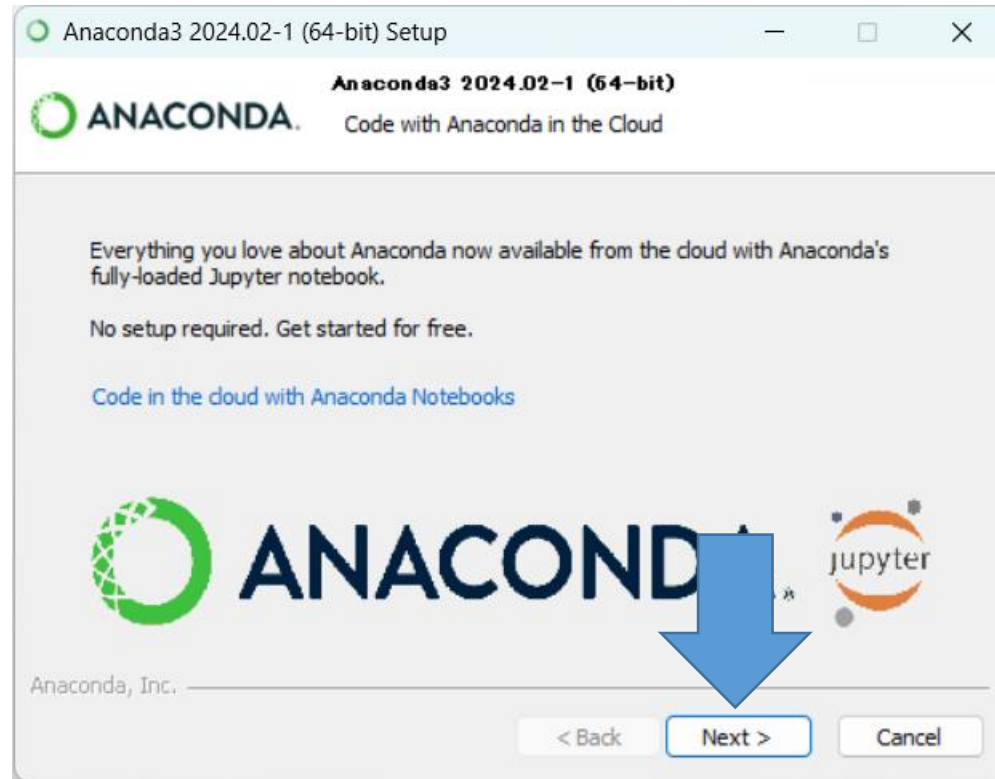 Anaconda3 2024.02-1 (64-bit) Setup
Anaconda3 2024.02-1 (64-bit)
ANACONDA.
Code with Anaconda in the Cloud
Everything you love about Anaconda now available from the cloud with Anaconda's
fully-loaded Jupyter notebook.
No setup required. Get started for free.
Code in the cloud with Anaconda Notebooks
ANACOND
jupyter
Anaconda, Inc.
< Back
Next >
Cancel